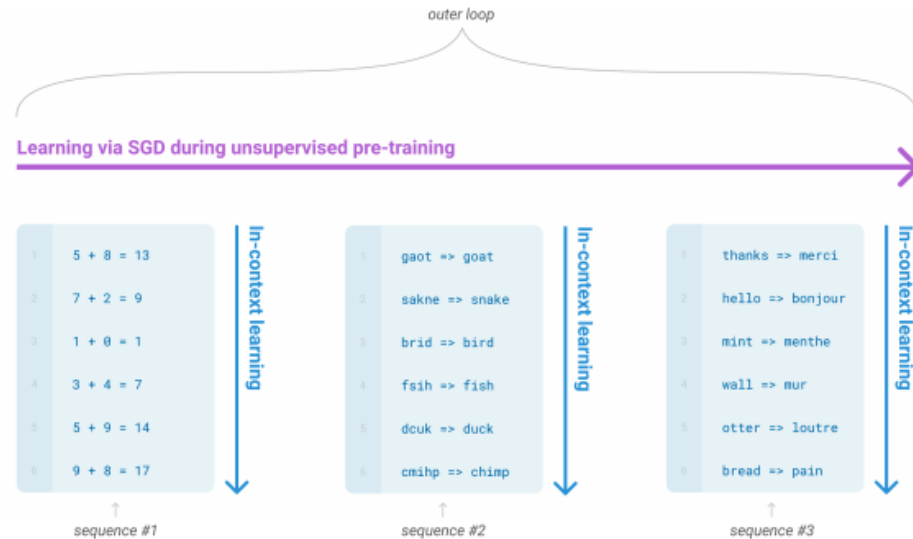 outer loop
Learning via SGD during unsupervised pre-training
1 5 + 8 = 13
2 7 + 2 = 9
3 1 + 0 = 1
4 3 + 4 = 7
5 5 + 9 = 14
6 9 + 8 = 17
In-context learning
sequence #1
1 gaot => goat
2 sakne => snake
3 brid => bird
4 fsih => fish
5 dcuk => duck
6 cmihp => chimp
In-context learning
sequence #2
1 thanks => merci
2 hello => bonjour
3 mint => menthe
4 wall => mur
5 otter => loutre
6 bread => pain
In-context learning
sequence #3